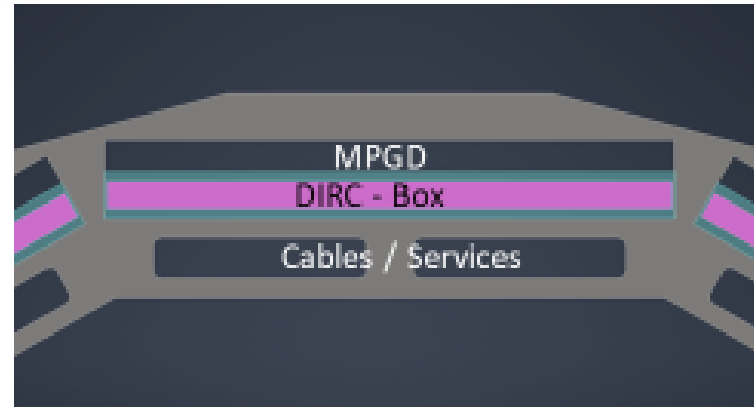 MPGD
DIRC - Box
Cables / Services